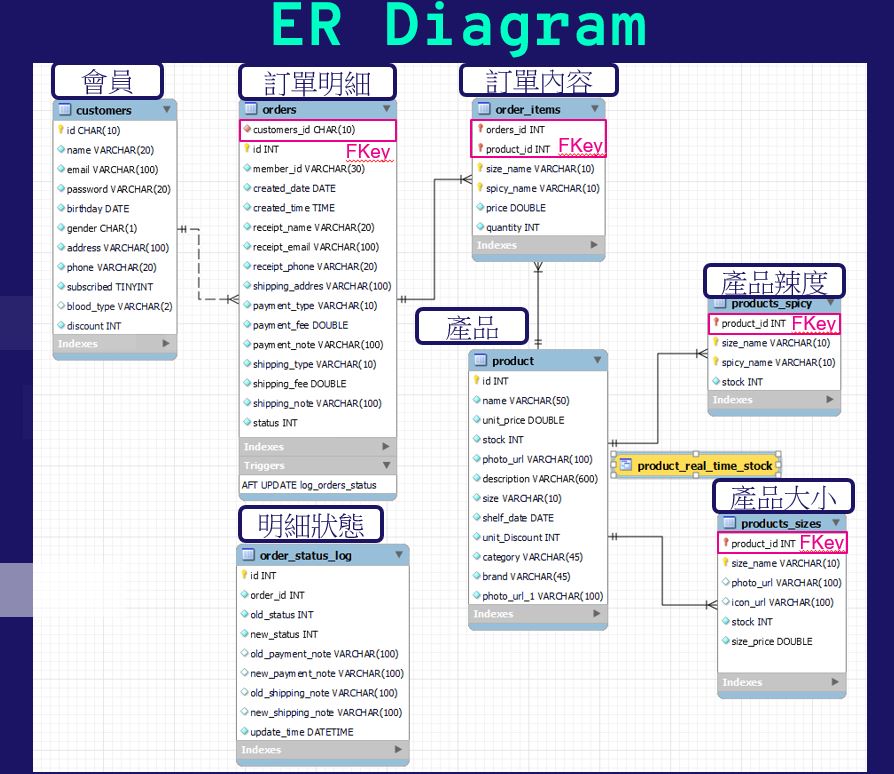 ER Diagram
會員
customers
id CHAR(10)
name VARCHAR(20)
email VARCHAR(100)
password VARCHAR(20)
birthday DATE
gender CHAR(1)
address VARCHAR(100)
phone VARCHAR(20)
subscribed TINYINT
blood_type VARCHAR(2)
discount INT
Indexes
訂單明細
orders
customers_id CHAR(10)
id INT
FKey
member_id VARCHAR(30)
created_date DATE
created_time TIME
receipt_name VARCHAR(20)
receipt_email VARCHAR(100)
receipt_phone VARCHAR(20)
shipping_addres VARCHAR(100)
payment_type VARCHAR(10)
payment_fee DOUBLE
payment_note VARCHAR(100)
shipping_type VARCHAR(10)
shipping_fee DOUBLE
shipping_note VARCHAR(100)
status INT
Indexes
Triggers
AFT UPDATE log_orders_status
明細狀態
order_status_log
id INT
order_id INT
old_status INT
new_status INT
old_payment_note VARCHAR(100)
new_payment_note VARCHAR(100)
old_shipping_note VARCHAR(100)
new_shipping_note VARCHAR(100)
update_time DATETIME
Indexes
訂單內容
order_items
orders_id INT
product_id INT FKey
size_name VARCHAR(10)
spicy_name VARCHAR(10)
price DOUBLE
quantity INT
Indexes
產品
product
id INT
name VARCHAR(50)
unit_price DOUBLE
stock INT
photo_url VARCHAR(100)
description VARCHAR(600)
size VARCHAR(10)
shelf_date DATE
unit_Discount INT
category VARCHAR(45)
brand VARCHAR(45)
photo_url_1 VARCHAR(100)
Indexes
產品辣度
products_spicy
product_id INT FKey
size_name VARCHAR(10)
spicy_name VARCHAR(10)
stock INT
Indexes
product_real_time_stock
產品大小
products_sizes
product_id INT FKey
size_name VARCHAR(10)
photo_url VARCHAR(100)
icon_url VARCHAR(100)
stock INT
size_price DOUBLE
Indexes